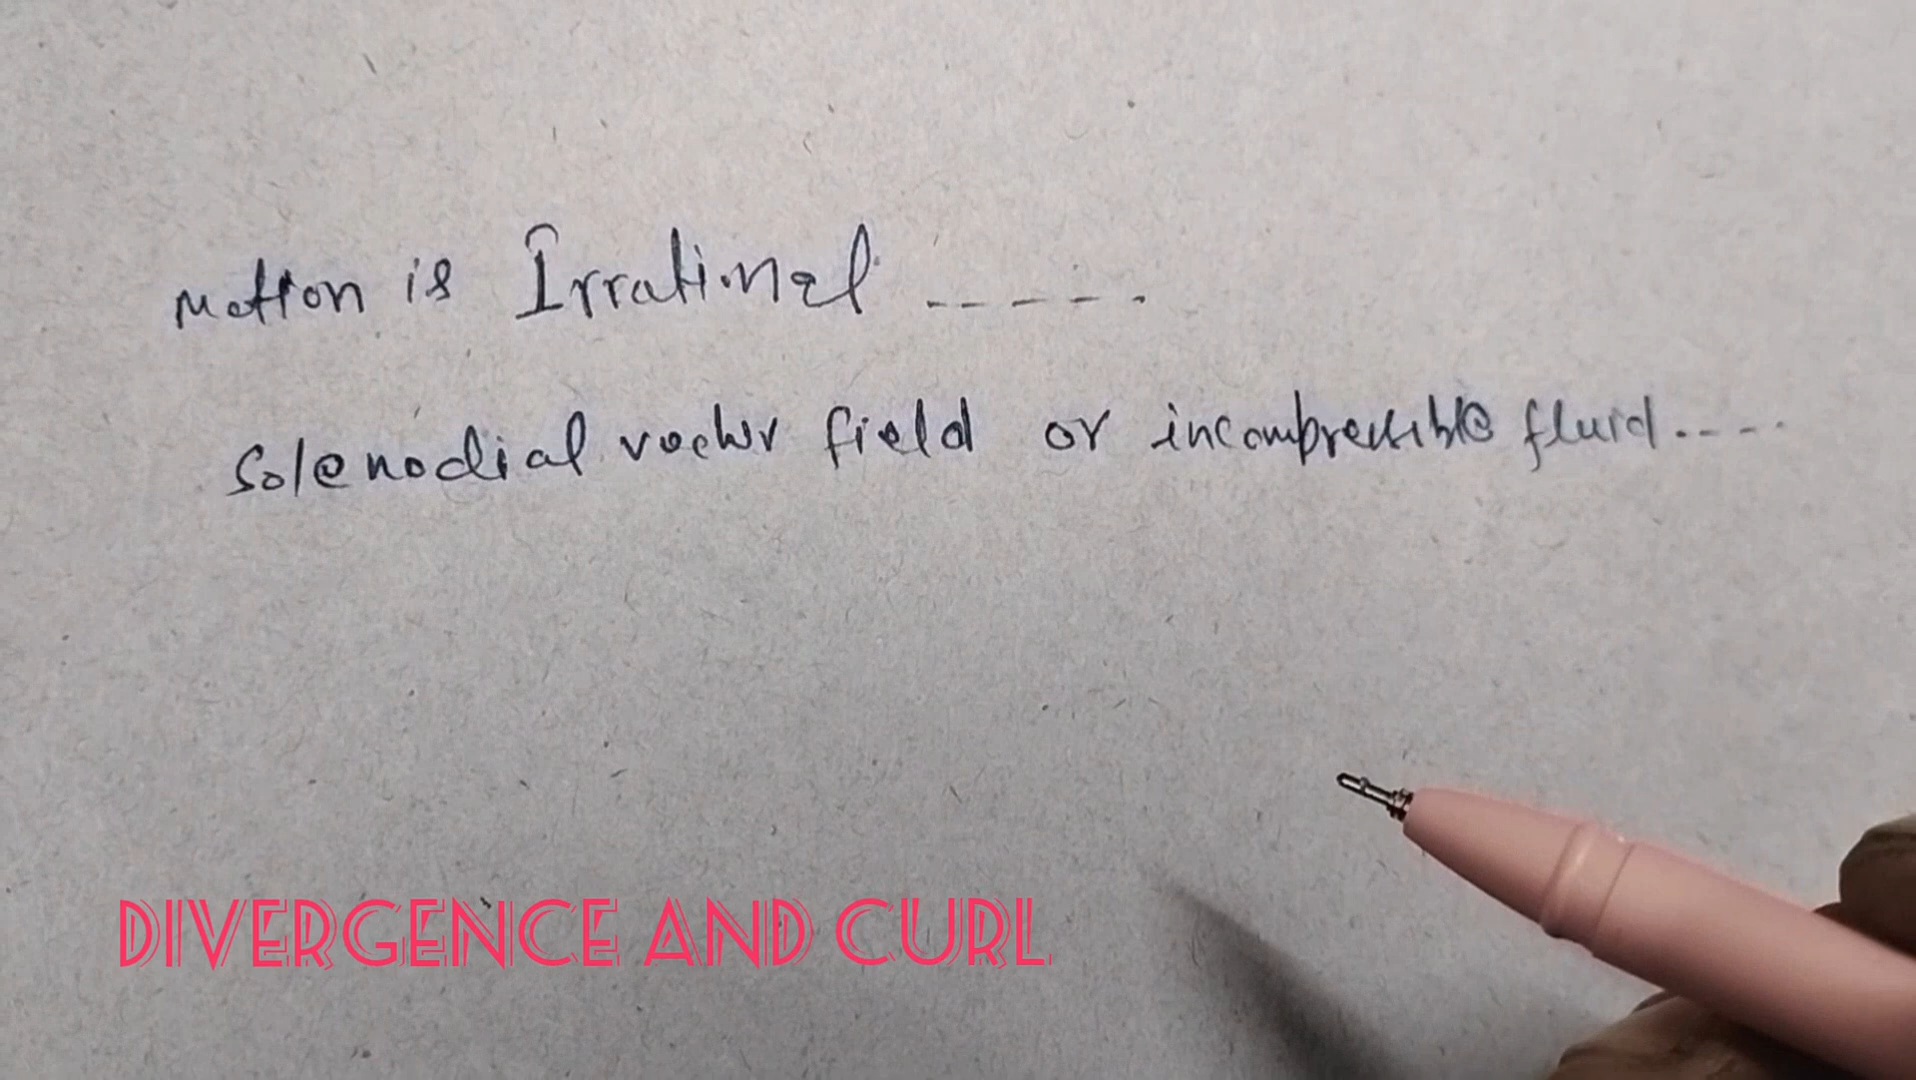 Motion is Irrational -----.
Solenodial vector field or incompressible fluid.----
DIVERGENCE AND CURL